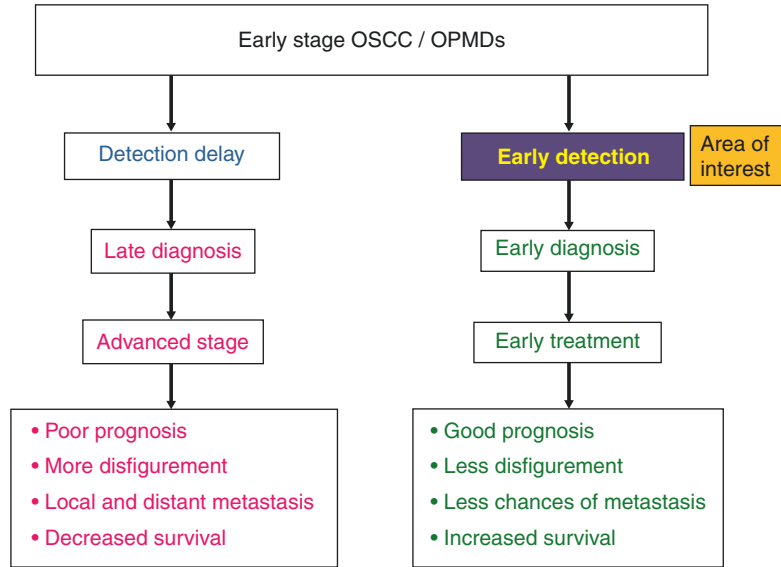 Early stage OSCC / OPMDs
Detection delay
Late diagnosis
Advanced stage
• Poor prognosis
• More disfigurement
• Local and distant metastasis
• Decreased survival
Early detection
Area of
interest
Early diagnosis
Early treatment
• Good prognosis
• Less disfigurement
• Less chances of metastasis
• Increased survival